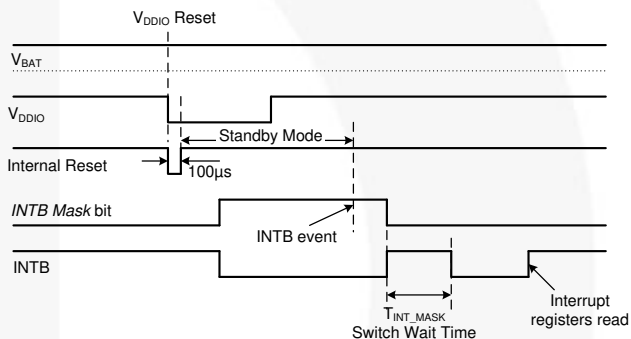 VDDIO Reset
VBAT
VDDIO
Standby Mode
Internal Reset
100µs
INTB Mask bit
INTB event
INTB
TINT_MASK
Switch Wait Time
Interrupt
registers read